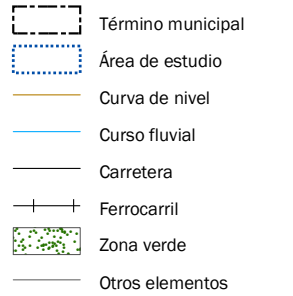 Término municipal
Área de estudio
Curva de nivel
Curso fluvial
Carretera
Ferrocarril
Zona verde
Otros elementos